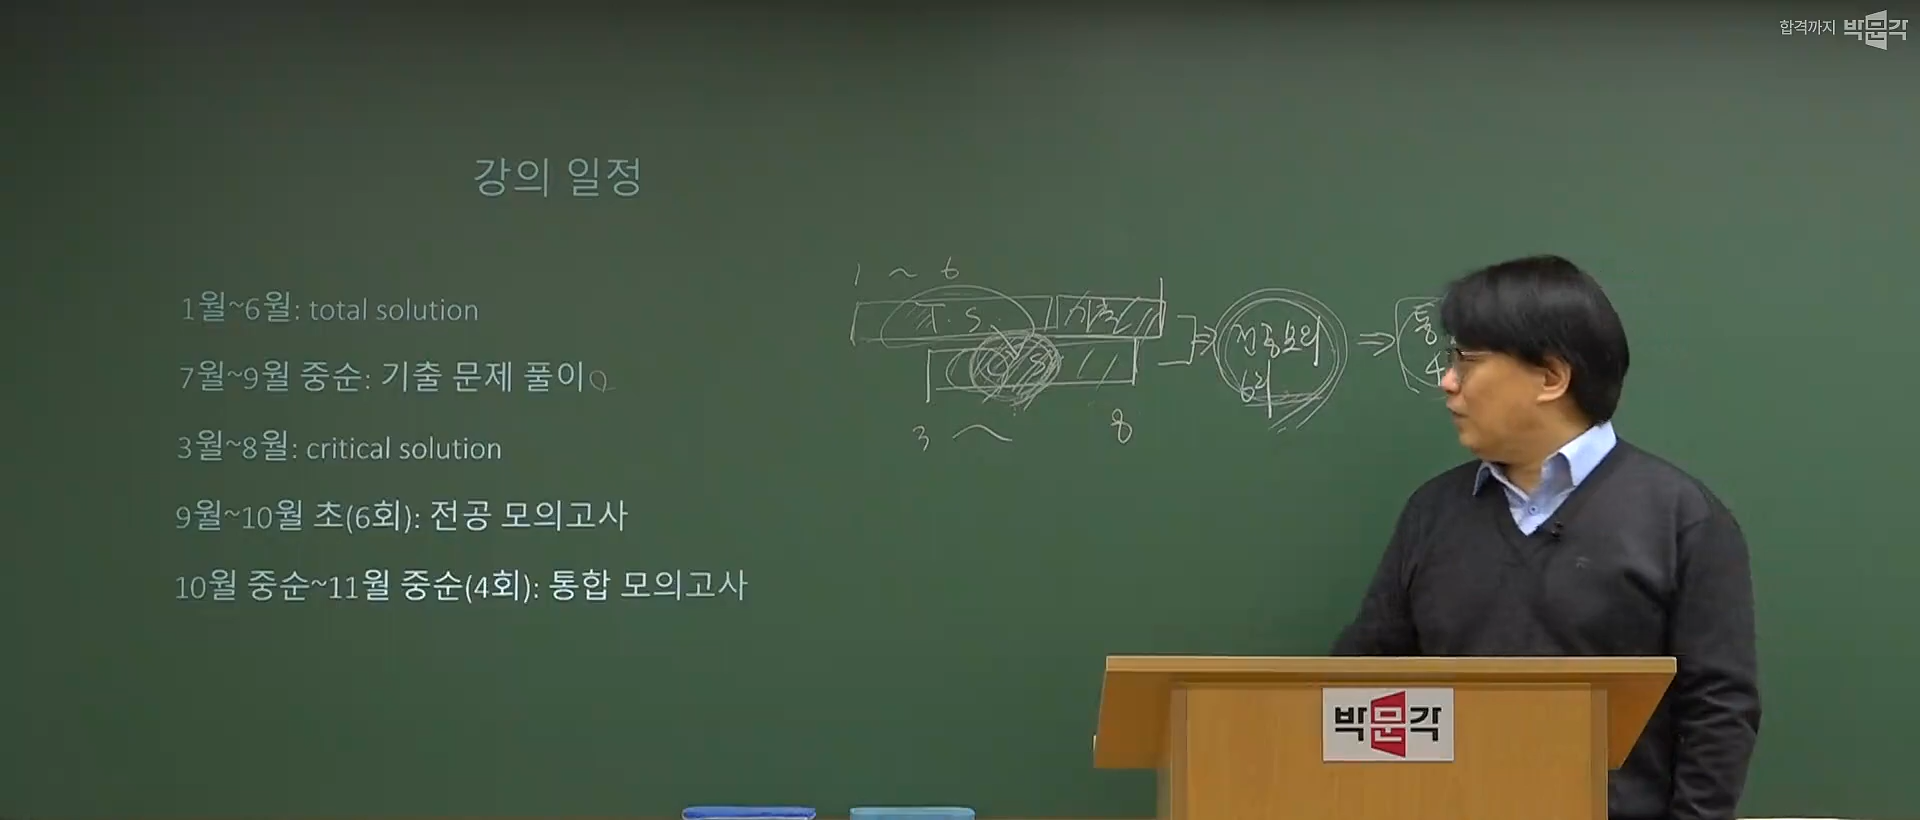 합격까지 박문각
강의 일정
1월~6월: total solution
7월~9월 중순: 기출 문제 풀이
3월~8월: critical solution
9월~10월 초(6회): 전공 모의고사
10월 중순~11월 중순(4회): 통합 모의고사
1 ~ 6
T. S. 기출
C S
3 ~ 8
⇒ 전공모의
6회
⇒ 통
4
박문각